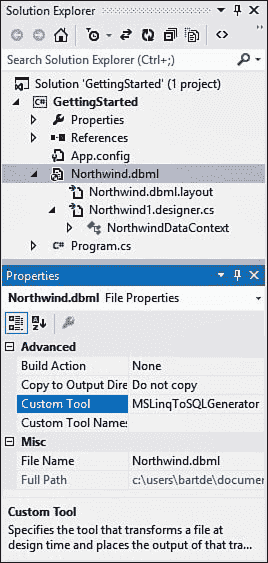 Solution Explorer
Search Solution Explorer (Ctrl+;)
Solution 'GettingStarted' (1 project)
GettingStarted
Properties
References
App.config
Northwind.dbml
Northwind.dbml.layout
Northwind1.designer.cs
NorthwindDataContext
C# Program.cs
Properties
Northwind.dbml File Properties
Advanced
Build Action None
Copy to Output Dire Do not copy
Custom Tool MSLinqToSQLGenerator
Custom Tool Names
Misc
File Name Northwind.dbml
Full Path c:\users\bartde\documen
Custom Tool
Specifies the tool that transforms a file at
design time and places the output of that tra...